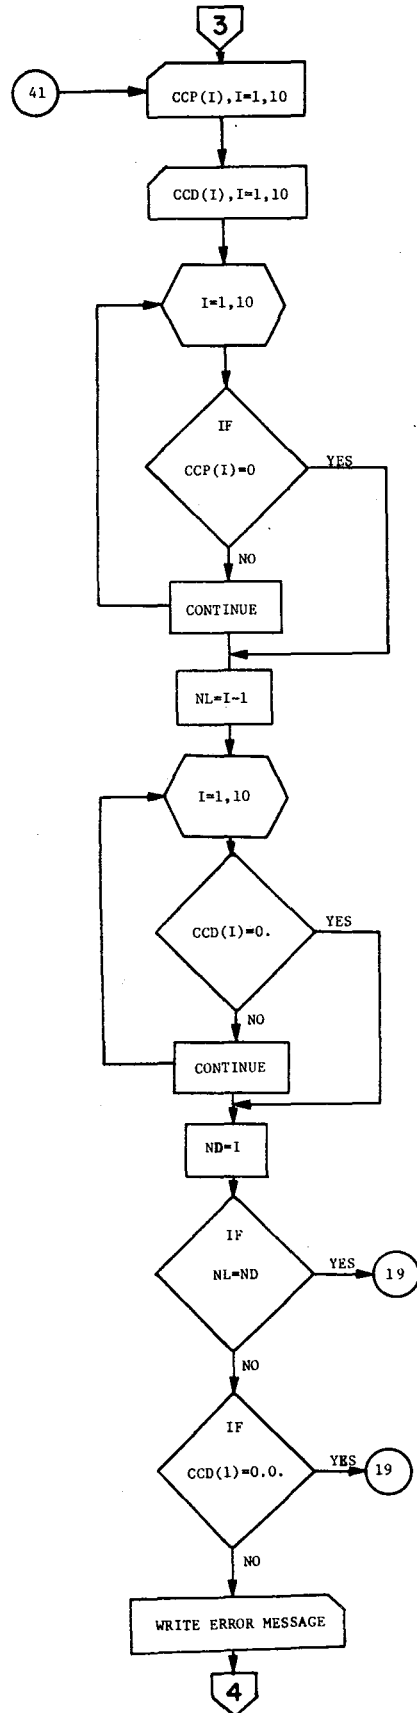 3
41
CCP(I),I=1,10
CCD(I),I=1,10
I=1,10
IF
CCP(I)=0
YES
NO
CONTINUE
NL=I-1
I=1,10
CCD(I)=0.
YES
NO
CONTINUE
ND=I
IF
NL=ND
YES
19
NO
IF
CCD(1)=0.0.
YES
19
NO
WRITE ERROR MESSAGE
4